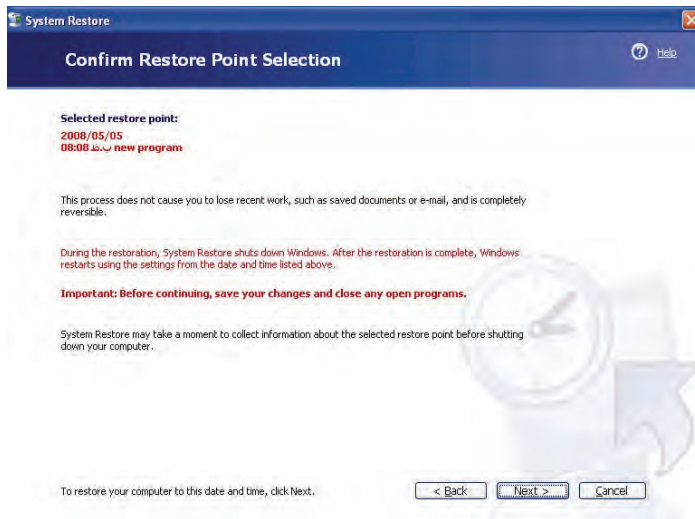 System Restore
Confirm Restore Point Selection
Help
Selected restore point:
2008/05/05
08:08 ب.ظ new program
This process does not cause you to lose recent work, such as saved documents or e-mail, and is completely
reversible.
During the restoration, System Restore shuts down Windows. After the restoration is complete, Windows
restarts using the settings from the date and time listed above.
Important: Before continuing, save your changes and close any open programs.
System Restore may take a moment to collect information about the selected restore point before shutting
down your computer.
To restore your computer to this date and time, click Next.
< Back
Next >
Cancel